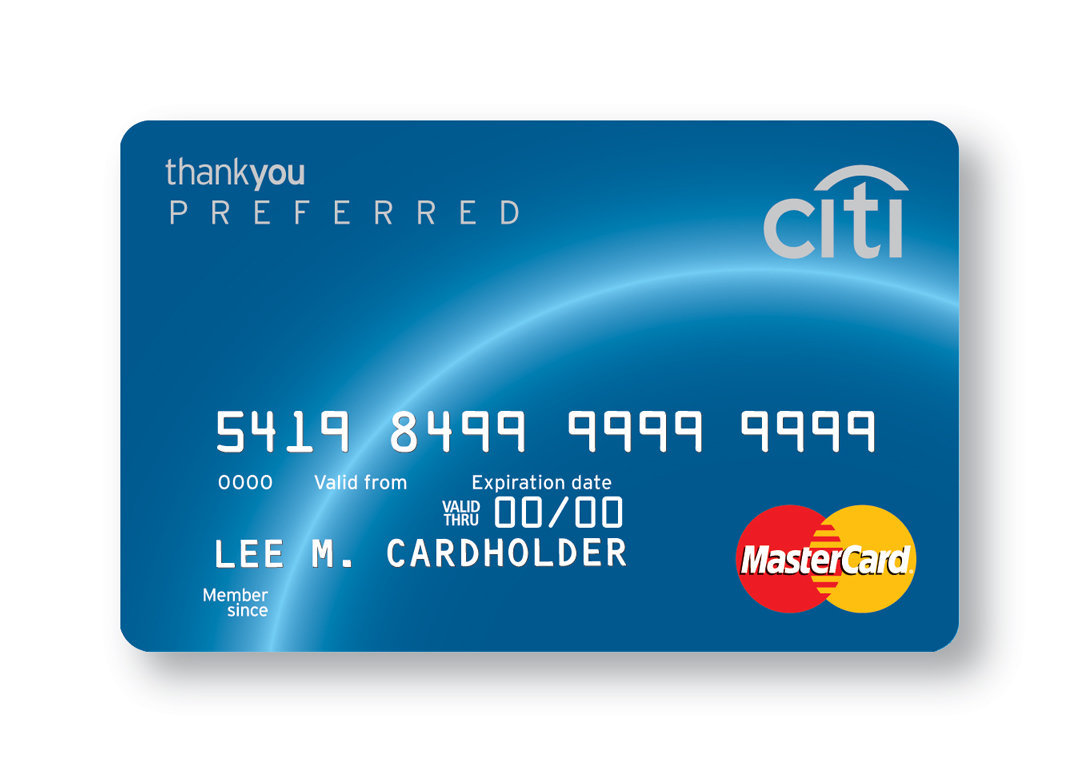 thankyou
PREFERRED
citi
5419 8499 9999 9999
0000 Valid from Expiration date
VALID THRU 00/00
LEE M. CARDHOLDER
MasterCard
Member
since